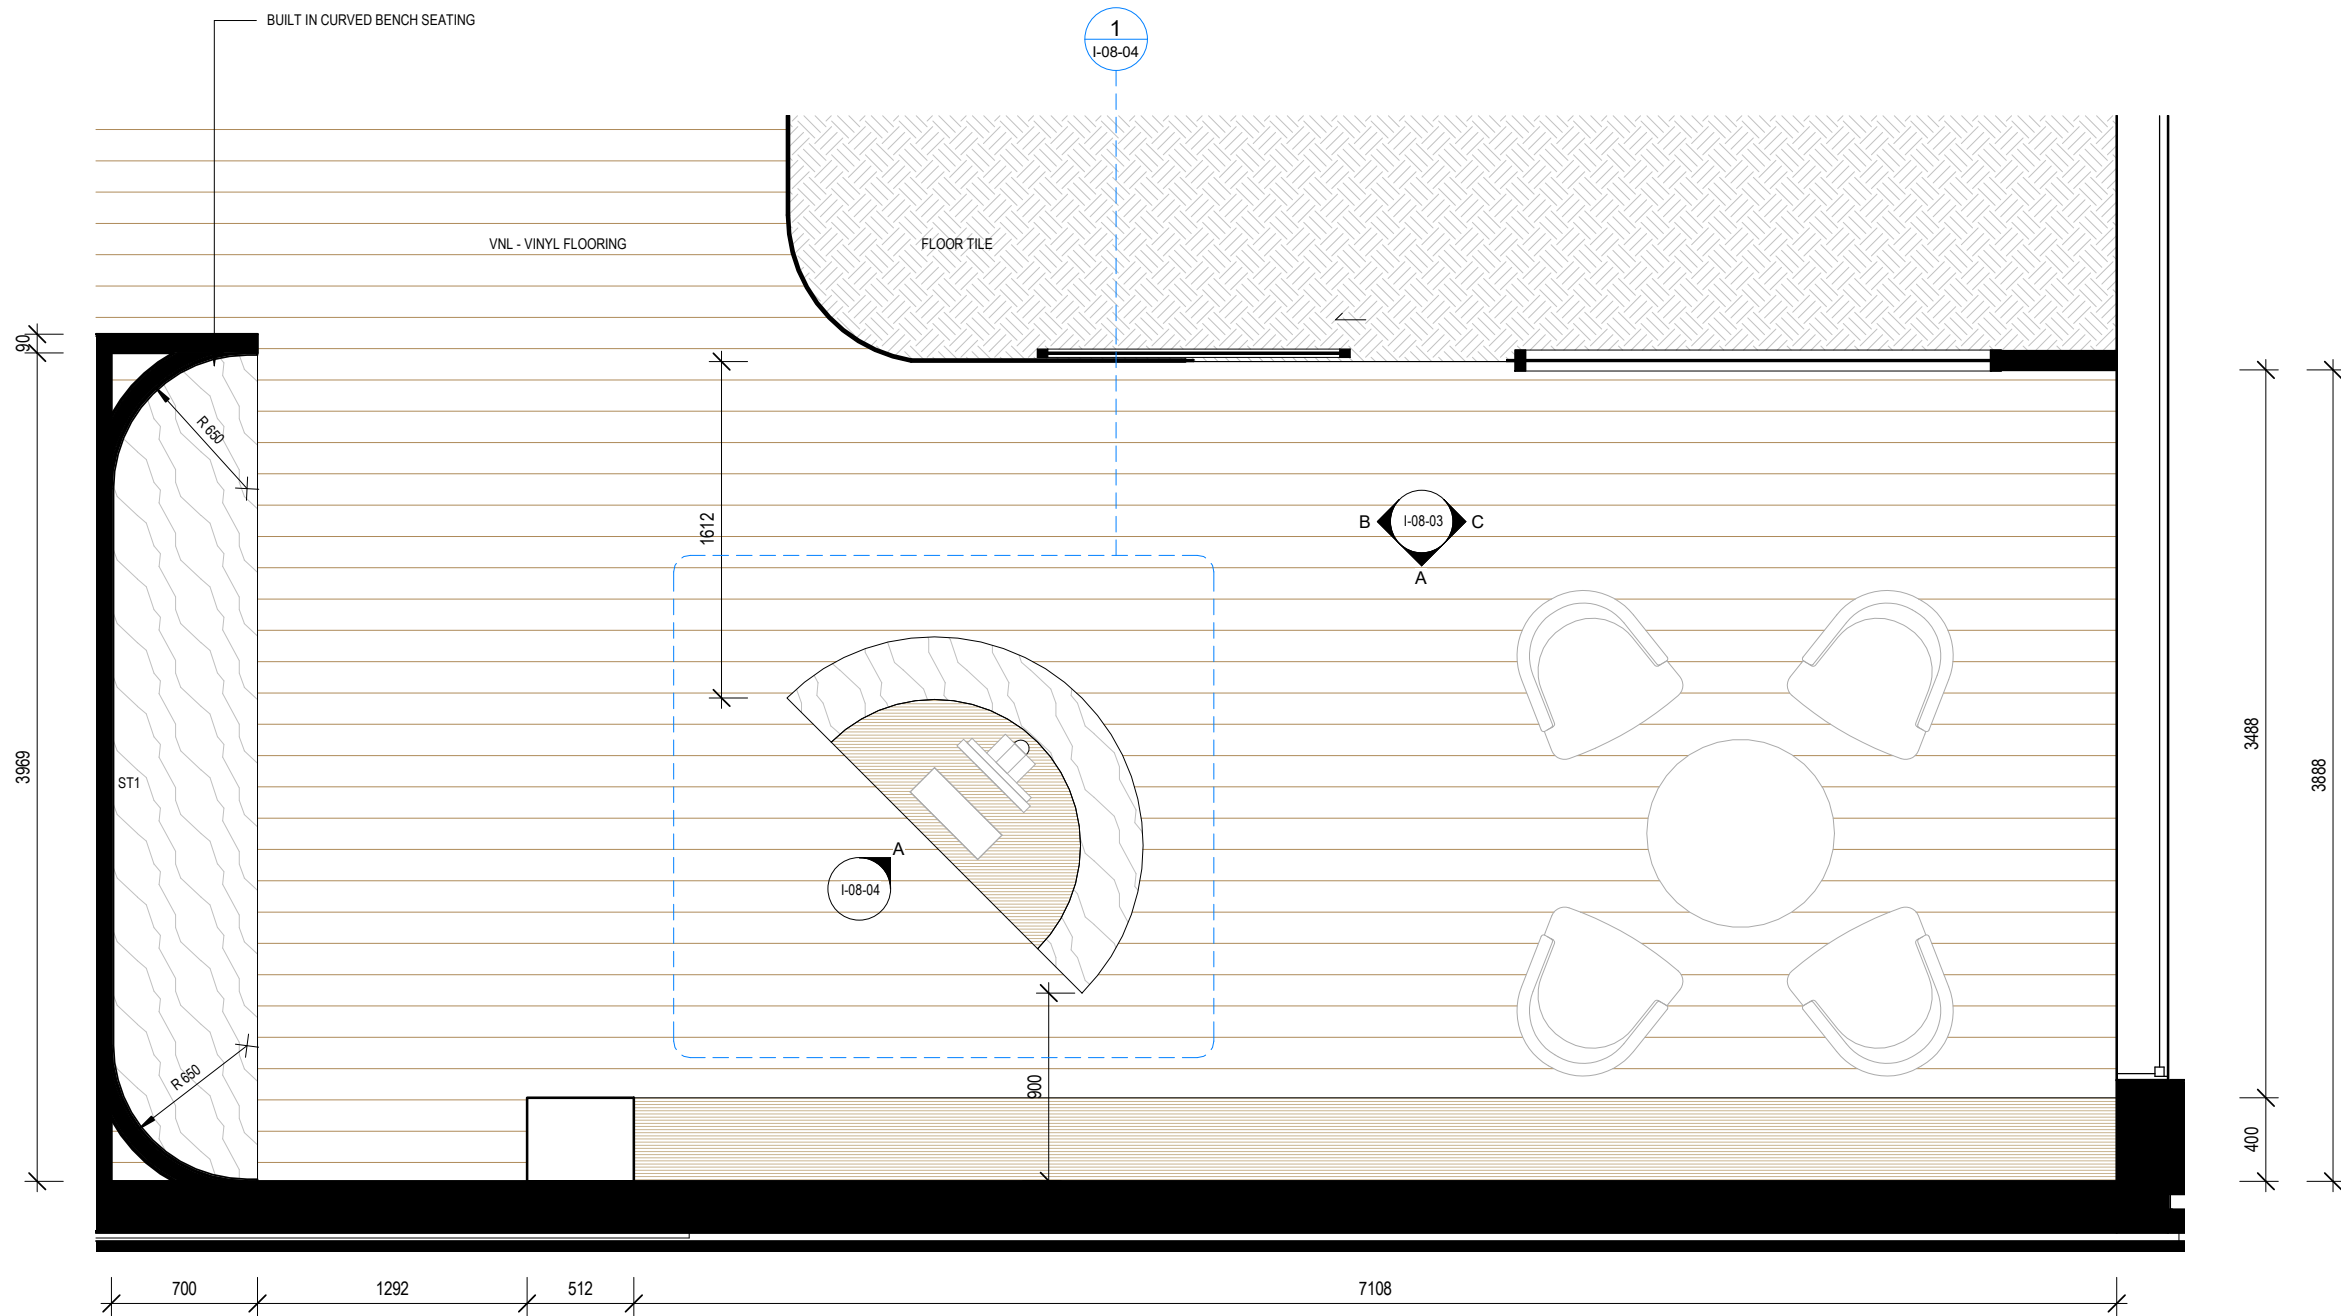 BUILT IN CURVED BENCH SEATING
1
I-08-04
VNL - VINYL FLOORING
FLOOR TILE
90
R 650
1612
B
I-08-03
C
A
3969
ST1
3488
3888
A
I-08-04
R 650
900
400
700
1292
512
7108